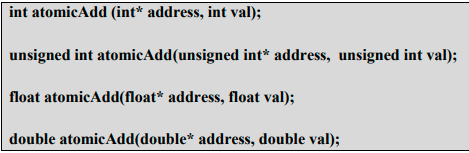 int atomicAdd (int* address, int val);
unsigned int atomicAdd(unsigned int* address, unsigned int val);
float atomicAdd(float* address, float val);
double atomicAdd(double* address, double val);